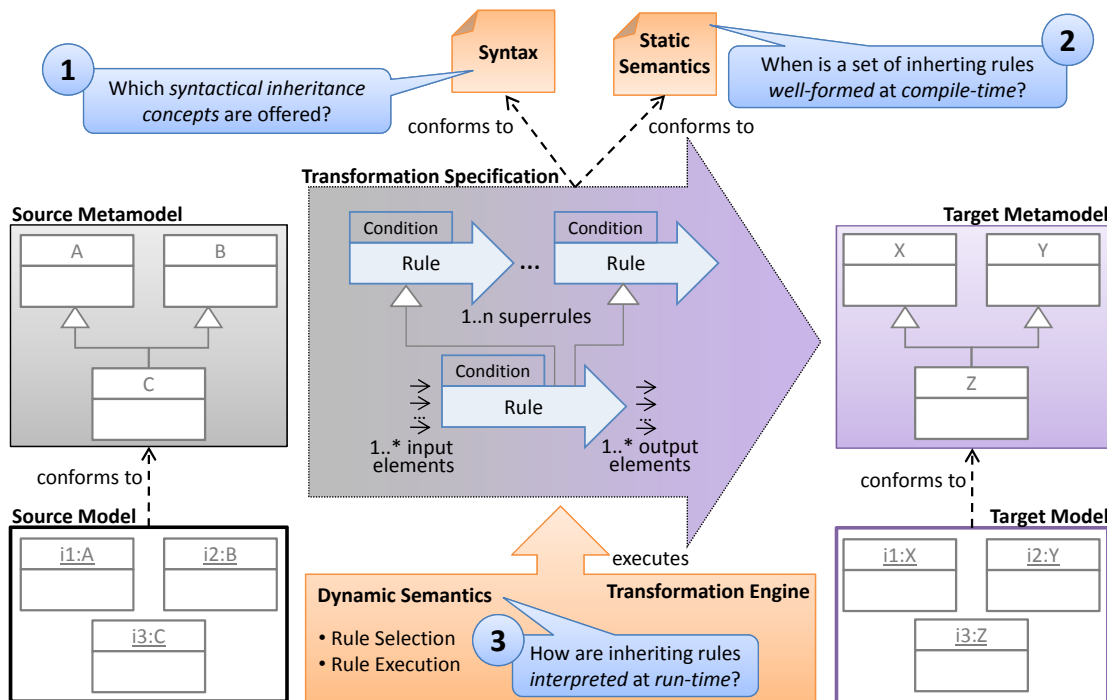 1
Which syntactical inheritance
concepts are offered?
Syntax
Static
Semantics
2
When is a set of inheriting rules
well-formed at compile-time?
conforms to
conforms to
Transformation Specification
Source Metamodel
A
B
C
Condition
Rule
...
Condition
Rule
1..n superrules
Condition
Rule
...
1..* input
elements
...
1..* output
elements
Target Metamodel
X
Y
Z
conforms to
conforms to
Source Model
i1:A
i2:B
i3:C
executes
Dynamic Semantics
Transformation Engine
• Rule Selection
• Rule Execution
3
How are inheriting rules
interpreted at run-time?
Target Model
i1:X
i2:Y
i3:Z